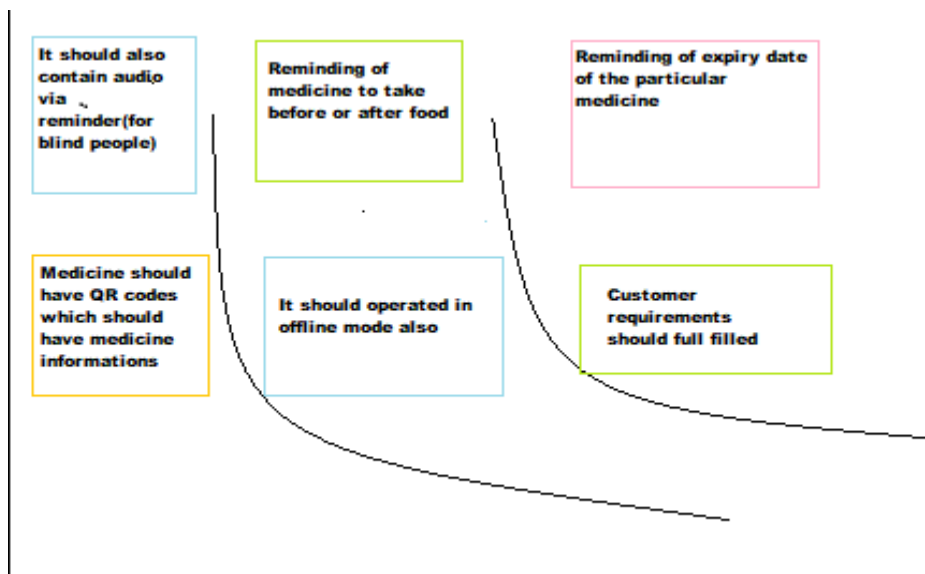 It should also
contain audio
via
reminder(for
blind people)
Reminding of
medicine to take
before or after food
Reminding of expiry date
of the particular
medicine
Medicine should
have QR codes
which should
have medicine
informations
It should operated in
offline mode also
Customer
requirements
should full filled